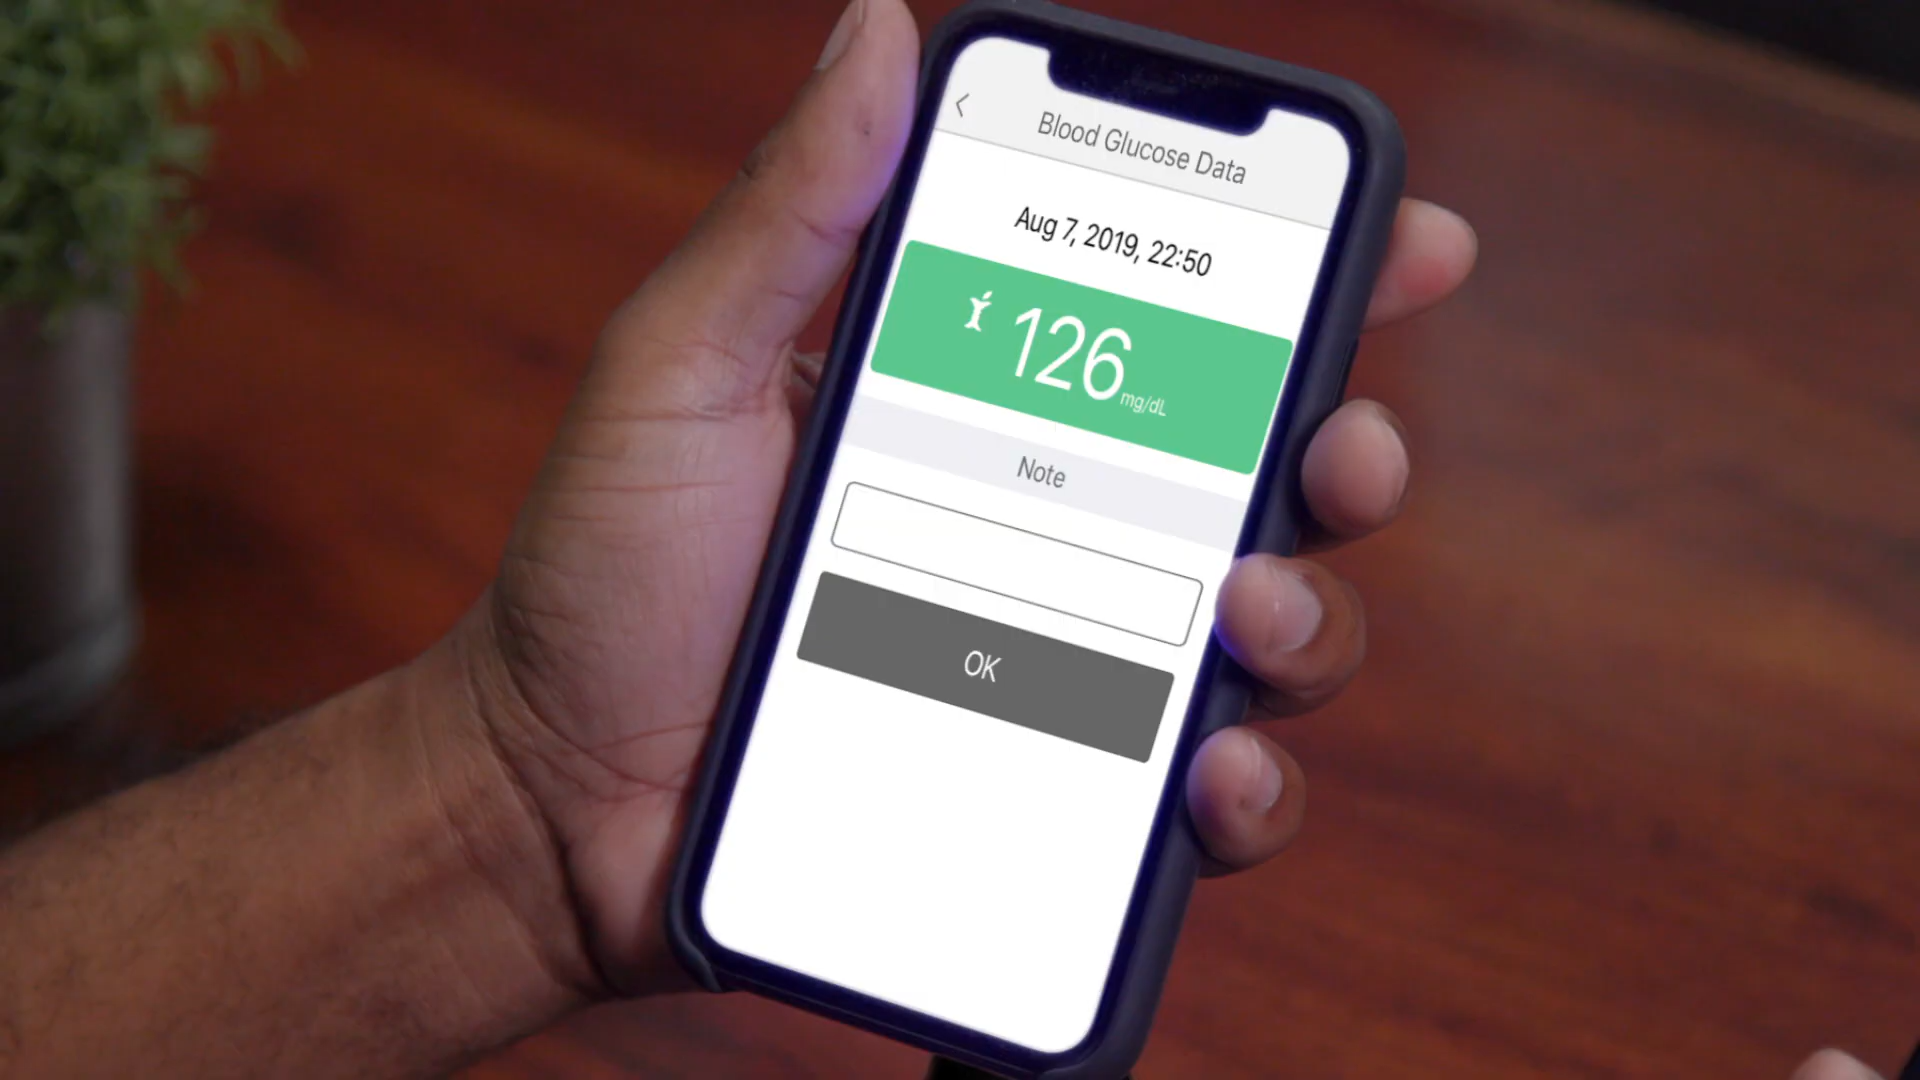 Blood Glucose Data
Aug 7, 2019, 22:50
126 mg/dL
Note
OK